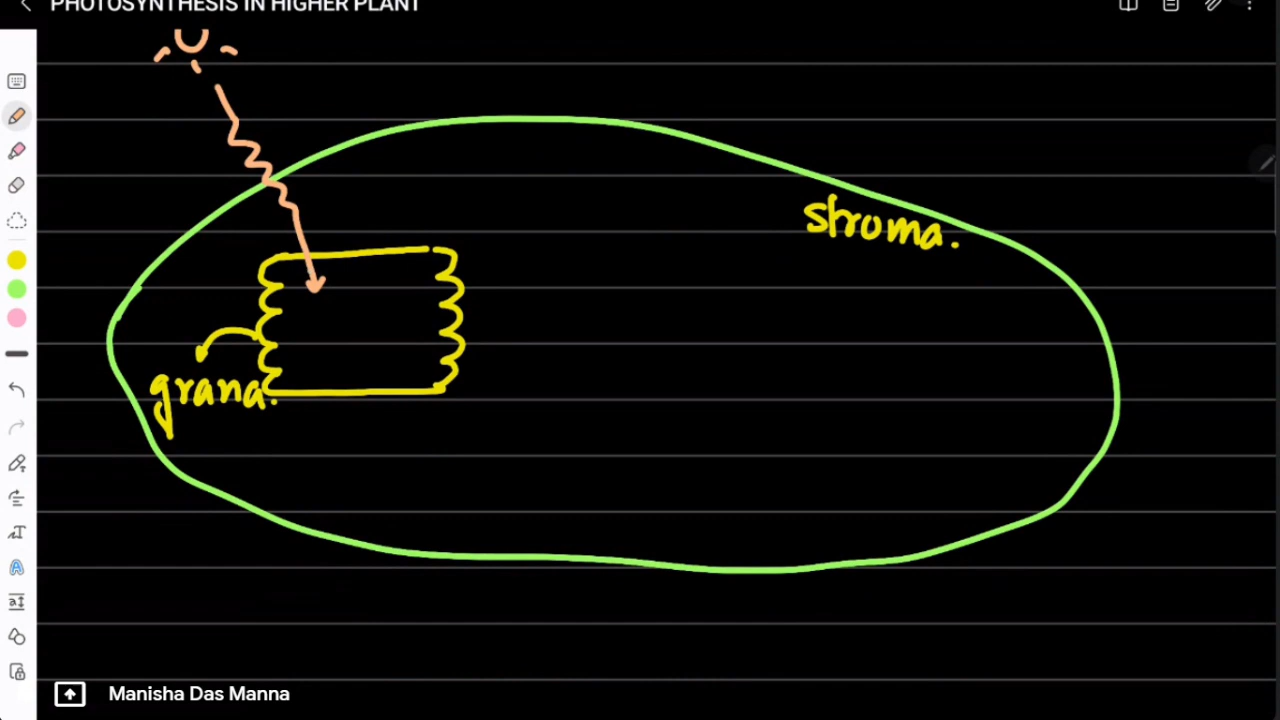 PHOTOSYNTHESIS IN HIGHER PLANT
stroma.
grana.
Manisha Das Manna